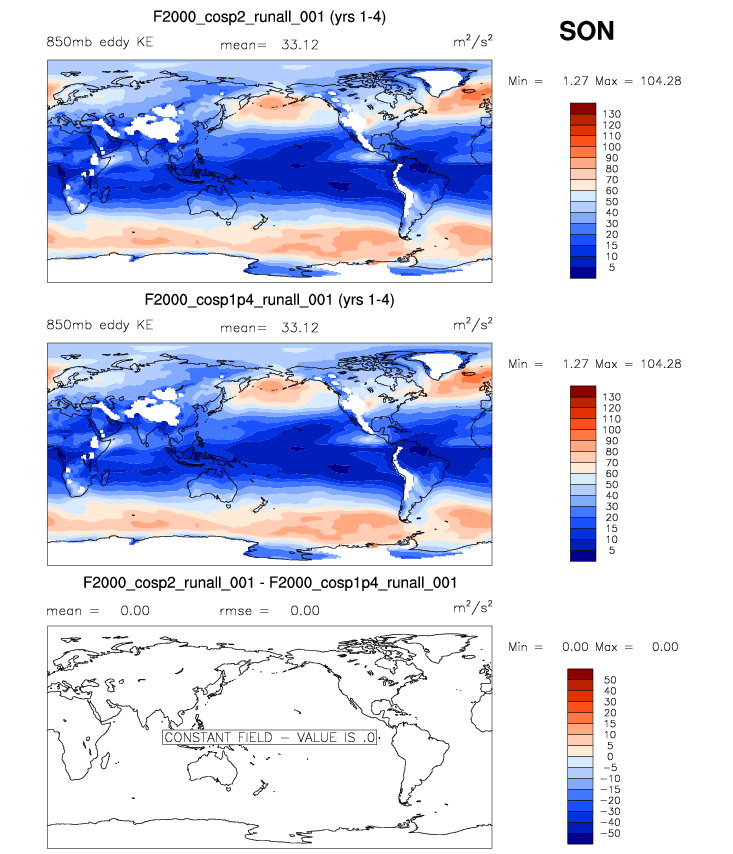 F2000_cosp2_runall_001 (yrs 1-4)
SON
850mb eddy KE
mean= 33.12
m²/s²
Min = 1.27 Max = 104.28
130
120
110
100
90
80
70
60
50
40
30
20
15
10
5
F2000_cosp1p4_runall_001 (yrs 1-4)
850mb eddy KE
mean= 33.12
m²/s²
Min = 1.27 Max = 104.28
130
120
110
100
90
80
70
60
50
40
30
20
15
10
5
F2000_cosp2_runall_001 - F2000_cosp1p4_runall_001
mean = 0.00
rmse = 0.00
m²/s²
Min = 0.00 Max = 0.00
CONSTANT FIELD - VALUE IS .0
50
40
30
20
15
10
5
0
-5
-10
-15
-20
-30
-40
-50